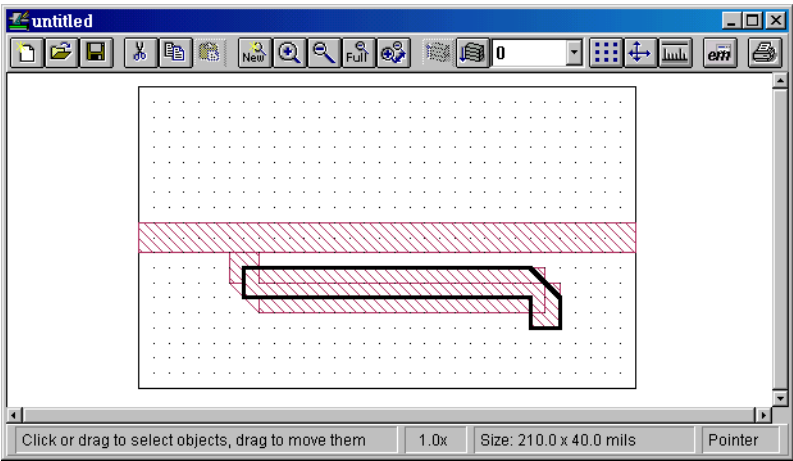 untitled
New Full 0 em
Click or drag to select objects, drag to move them 1.0x Size: 210.0 x 40.0 mils Pointer